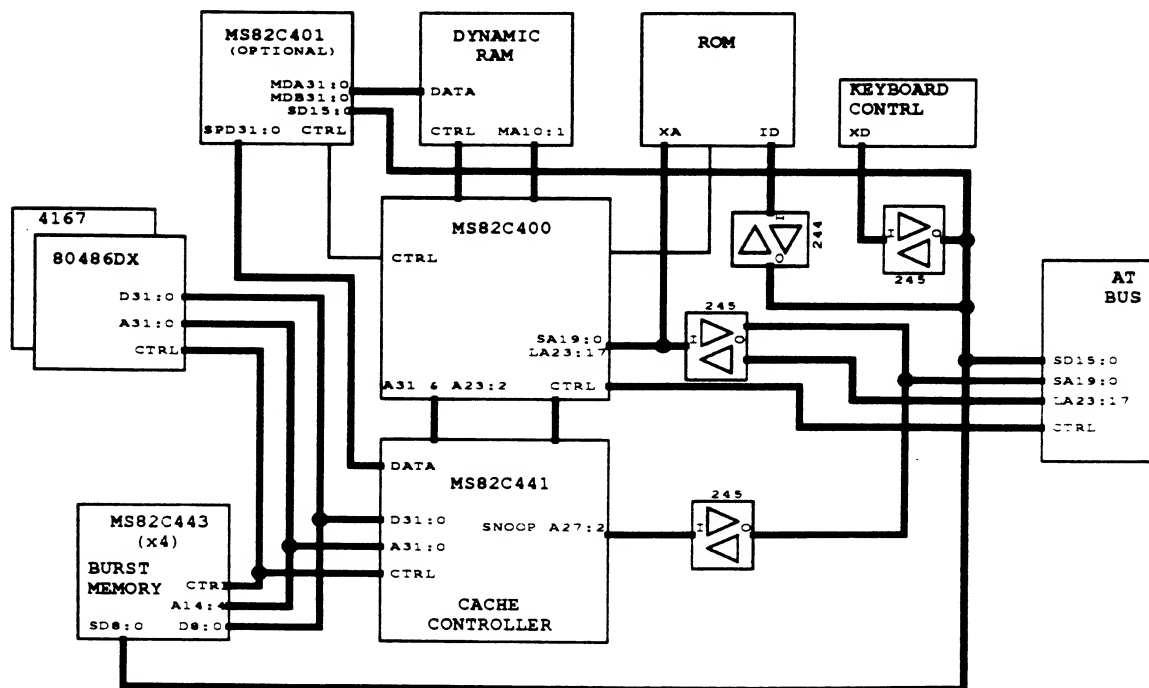 MS82C401
(OPTIONAL)
MDA31:0
MDB31:0
SD15:0
SPD31:0 CTRL
DYNAMIC
RAM
DATA
CTRL MA10:1
ROM
XA ID
KEYBOARD
CONTRL
XD
4167
80486DX
D31:0
A31:0
CTRL
MS82C400
CTRL
SA19:0
LA23:17
A31 & A23:2 CTRL
I
O
244
I O
245
245
I O
AT
BUS
SD15:0
SA19:0
LA23:17
CTRL
MS82C441
DATA
D31:0
A31:0
CTRL
SNOOP A27:2
CACHE
CONTROLLER
245
I O
MS82C443
(x4)
BURST
MEMORY
CTRL
A14:4
SD8:0 D8:0